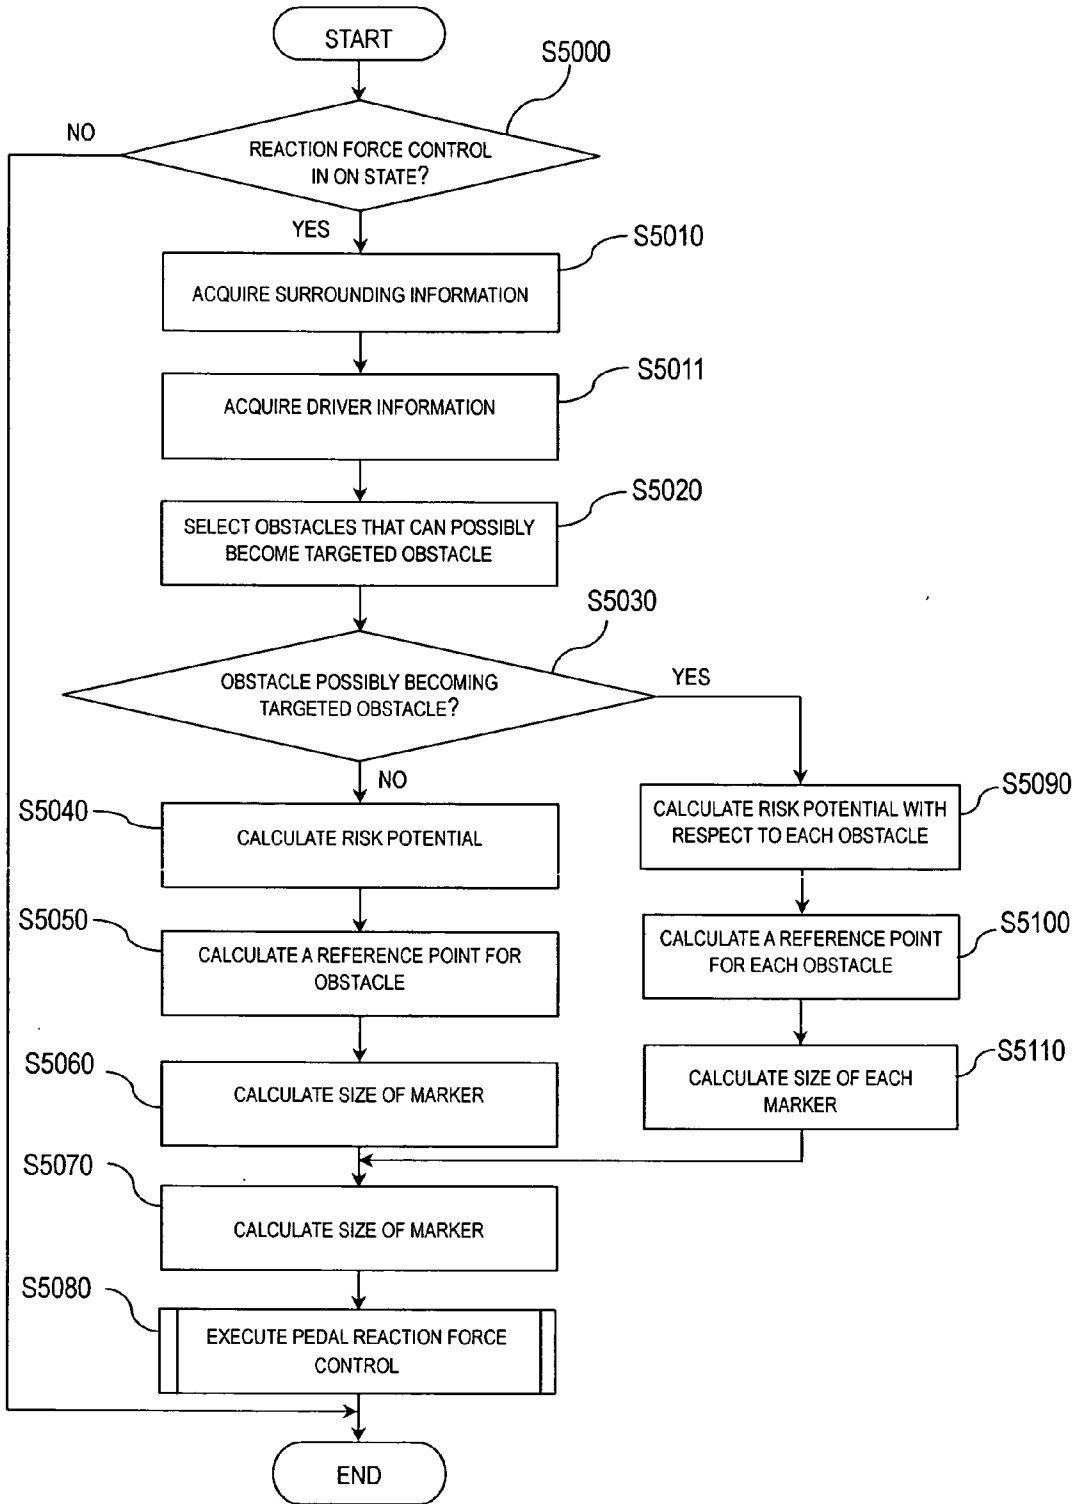 START
S5000
NO
REACTION FORCE CONTROL
IN ON STATE?
YES
S5010
ACQUIRE SURROUNDING INFORMATION
S5011
ACQUIRE DRIVER INFORMATION
S5020
SELECT OBSTACLES THAT CAN POSSIBLY
BECOME TARGETED OBSTACLE
S5030
OBSTACLE POSSIBLY BECOMING
TARGETED OBSTACLE?
YES
NO
S5040
CALCULATE RISK POTENTIAL
S5090
CALCULATE RISK POTENTIAL WITH
RESPECT TO EACH OBSTACLE
S5050
CALCULATE A REFERENCE POINT FOR
OBSTACLE
S5100
CALCULATE A REFERENCE POINT
FOR EACH OBSTACLE
S5060
CALCULATE SIZE OF MARKER
S5110
CALCULATE SIZE OF EACH
MARKER
S5070
CALCULATE SIZE OF MARKER
S5080
EXECUTE PEDAL REACTION FORCE
CONTROL
END